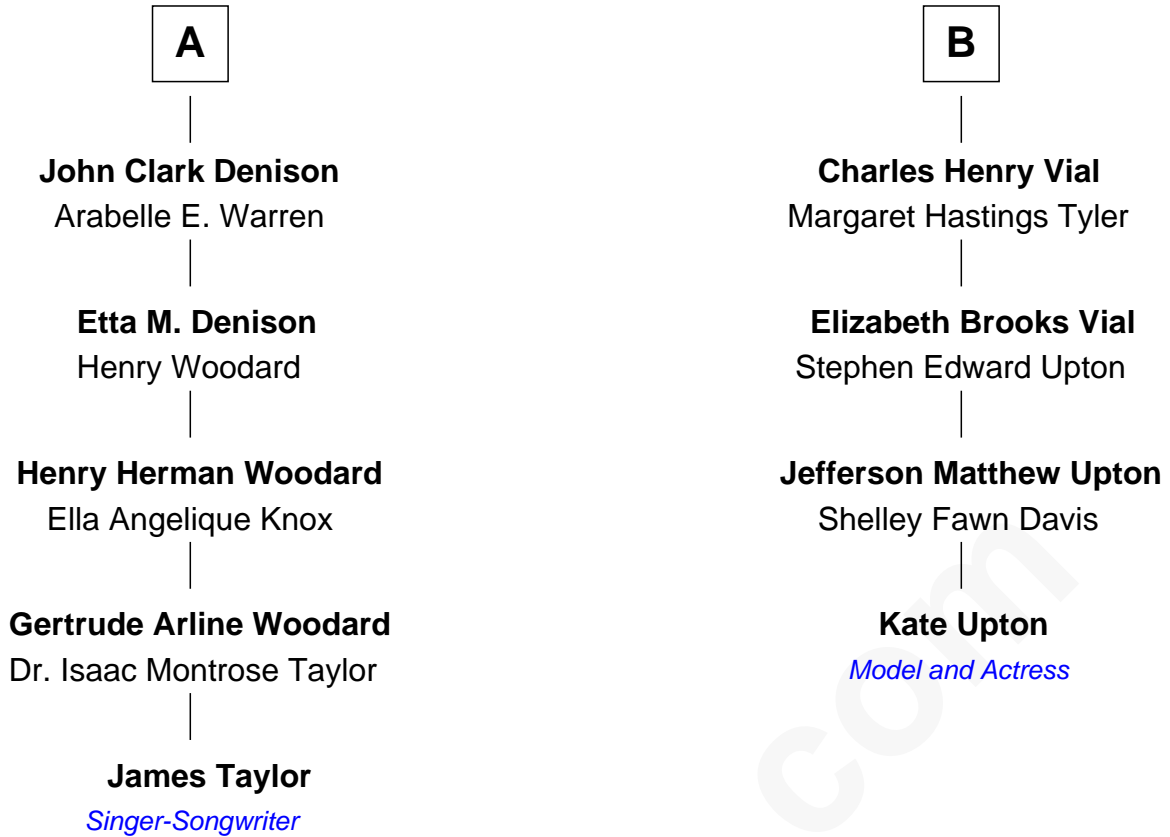 A
John Clark Denison
Arabelle E. Warren
Etta M. Denison
Henry Woodard
Henry Herman Woodard
Ella Angelique Knox
Gertrude Arline Woodard
Dr. Isaac Montrose Taylor
James Taylor
Singer-Songwriter
B
Charles Henry Vial
Margaret Hastings Tyler
Elizabeth Brooks Vial
Stephen Edward Upton
Jefferson Matthew Upton
Shelley Fawn Davis
Kate Upton
Model and Actress
com